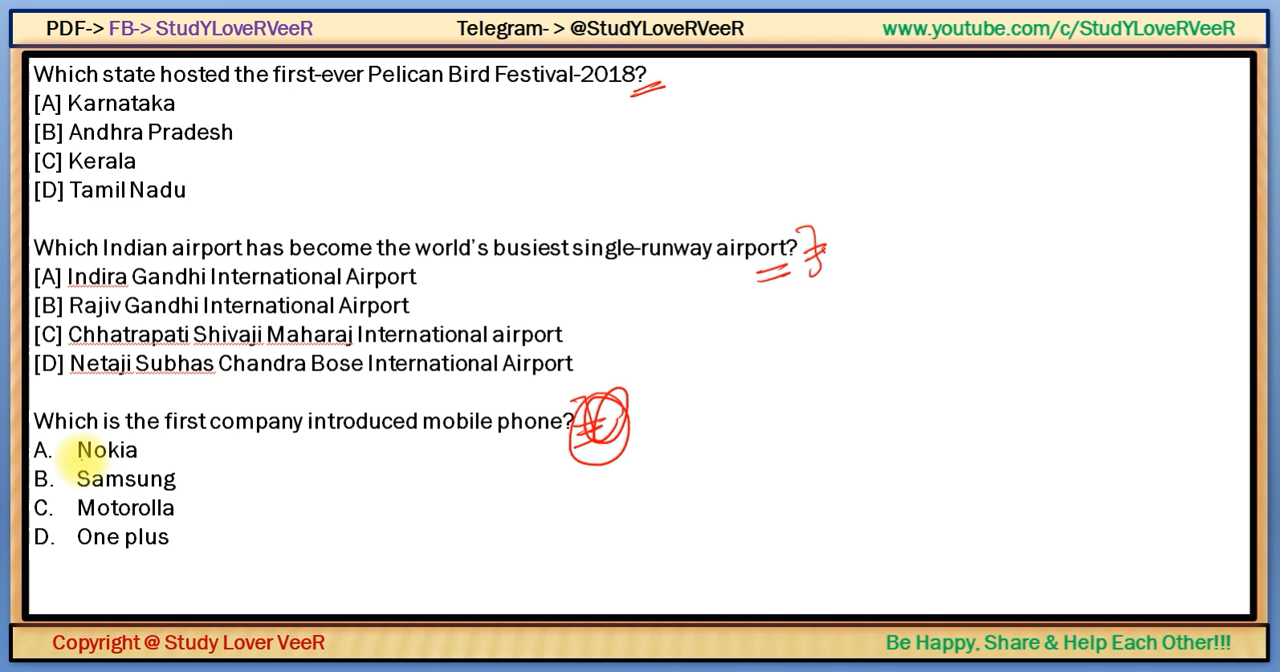 PDF-> FB-> StudYLoveRVeeR Telegram- > @StudYLoveRVeeR www.youtube.com/c/StudYLoveRVeeR
Which state hosted the first-ever Pelican Bird Festival-2018?
[A] Karnataka
[B] Andhra Pradesh
[C] Kerala
[D] Tamil Nadu
Which Indian airport has become the world's busiest single-runway airport?
[A] Indira Gandhi International Airport
[B] Rajiv Gandhi International Airport
[C] Chhatrapati Shivaji Maharaj International airport
[D] Netaji Subhas Chandra Bose International Airport
Which is the first company introduced mobile phone?
A. Nokia
B. Samsung
C. Motorolla
D. One plus
Copyright @ Study Lover VeeR Be Happy, Share & Help Each Other!!!